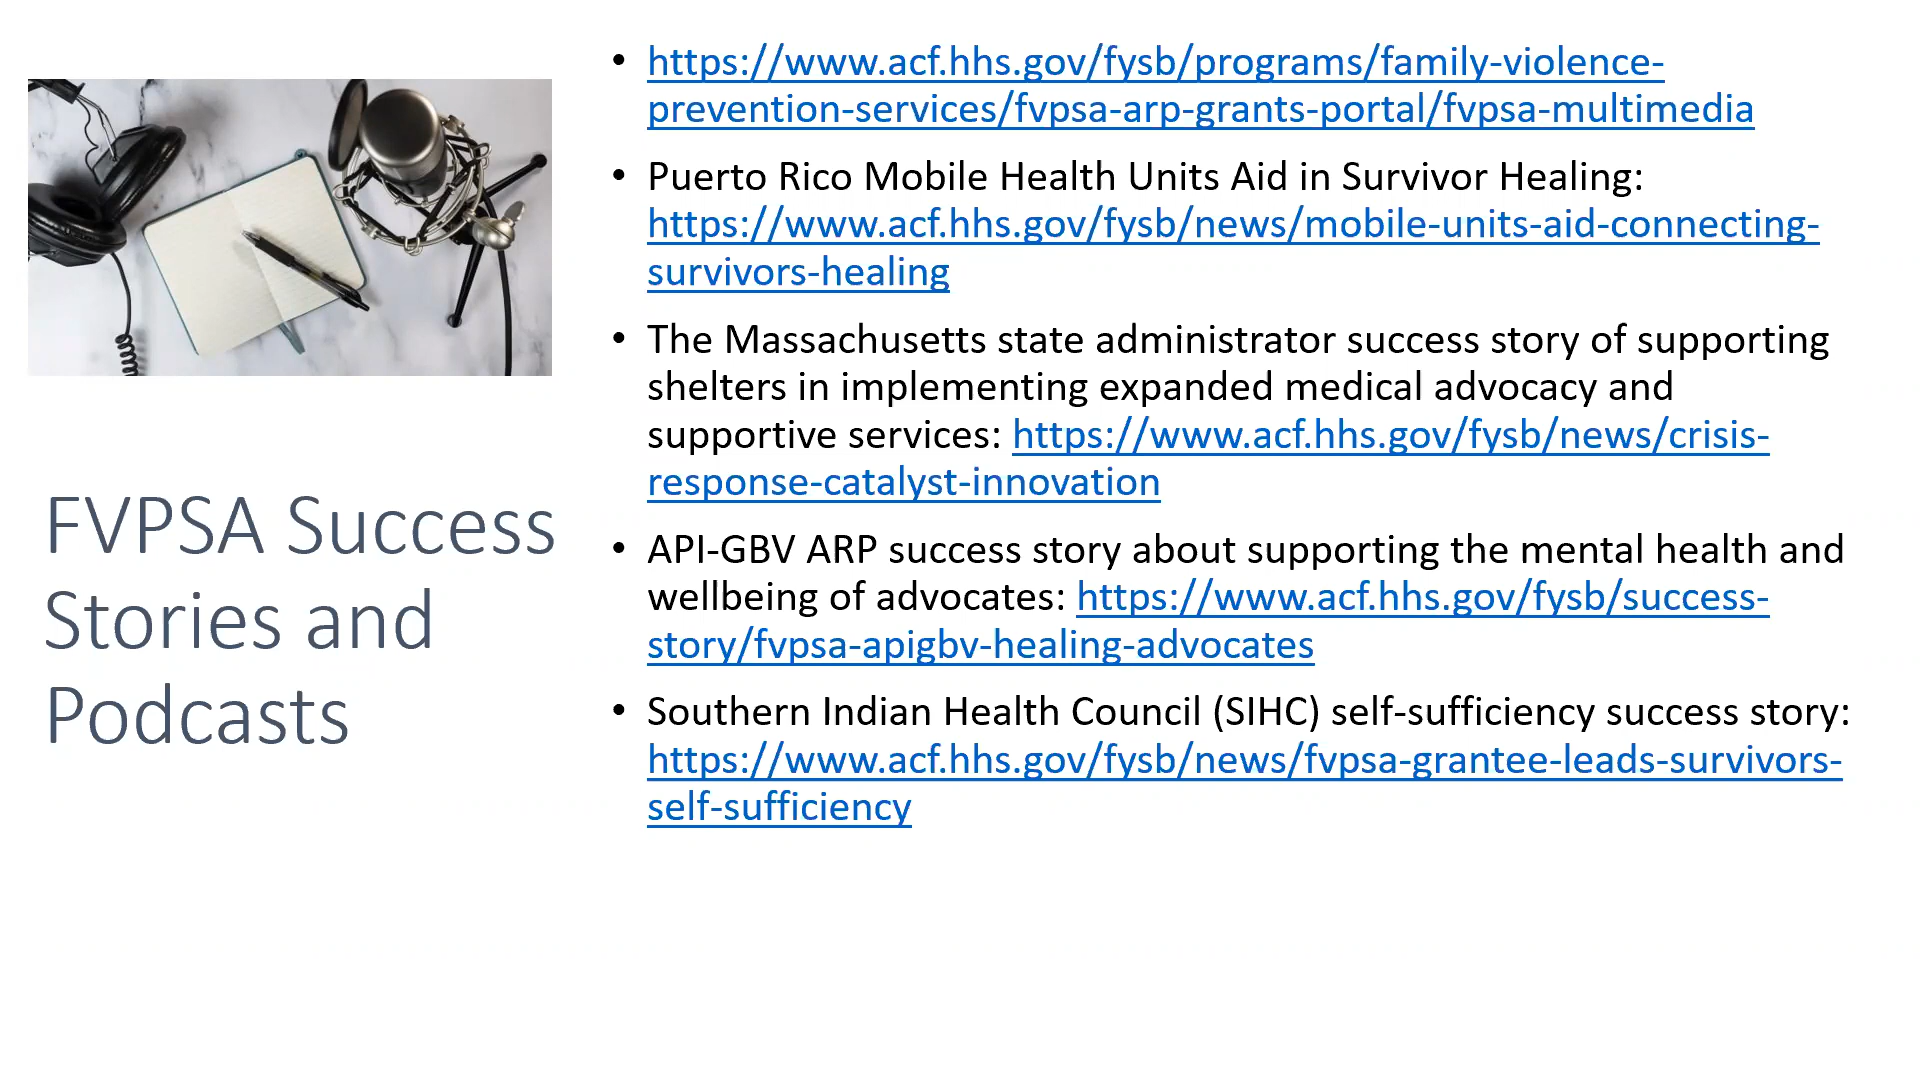 FVPSA Success
Stories and
Podcasts
• https://www.acf.hhs.gov/fysb/programs/family-violence-
prevention-services/fvpsa-arp-grants-portal/fvpsa-multimedia
• Puerto Rico Mobile Health Units Aid in Survivor Healing:
https://www.acf.hhs.gov/fysb/news/mobile-units-aid-connecting-
survivors-healing
• The Massachusetts state administrator success story of supporting
shelters in implementing expanded medical advocacy and
supportive services: https://www.acf.hhs.gov/fysb/news/crisis-
response-catalyst-innovation
• API-GBV ARP success story about supporting the mental health and
wellbeing of advocates: https://www.acf.hhs.gov/fysb/success-
story/fvpsa-apigbv-healing-advocates
• Southern Indian Health Council (SIHC) self-sufficiency success story:
https://www.acf.hhs.gov/fysb/news/fvpsa-grantee-leads-survivors-
self-sufficiency